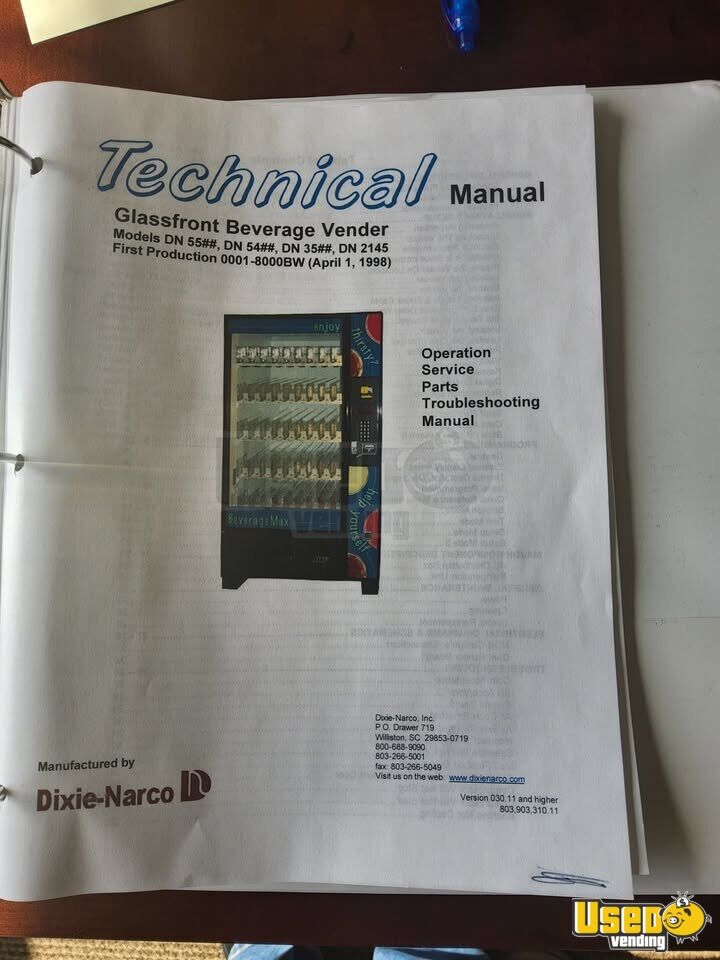 Technical Manual
Glassfront Beverage Vender
Models DN 55##, DN 54##, DN 35##, DN 2145
First Production 0001-8000BW (April 1, 1998)
enjoy
thirsty?
help yourself
BeverageMax
Operation
Service
Parts
Troubleshooting
Manual
Dixie-Narco, Inc.
P.O. Drawer 719
Williston, SC 29853-0719
800-688-9090
803-266-5001
fax: 803-266-5049
Visit us on the web: www.dixienarco.com
Manufactured by
Dixie-Narco
Version 030.11 and higher
803,903,310.11
Used
vending